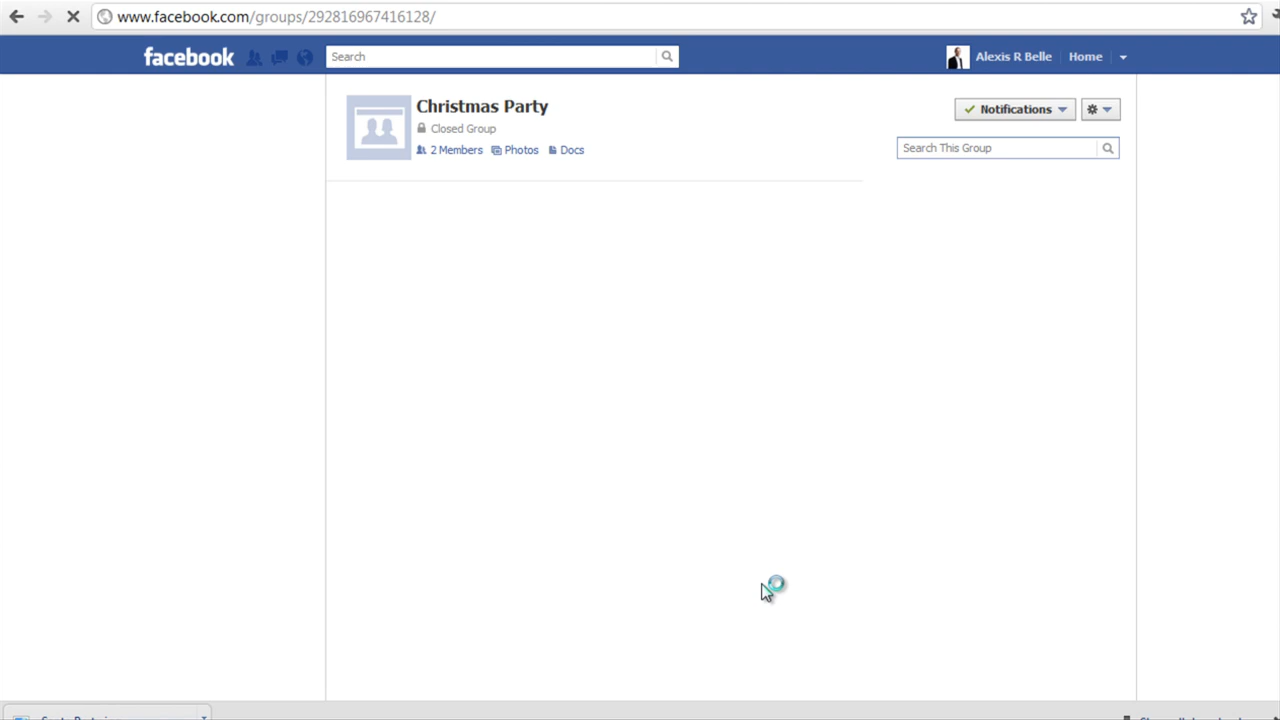 www.facebook.com/groups/292816967416128/
facebook Search Alexis R Belle Home
Christmas Party Notifications
Closed Group
2 Members Photos Docs Search This Group